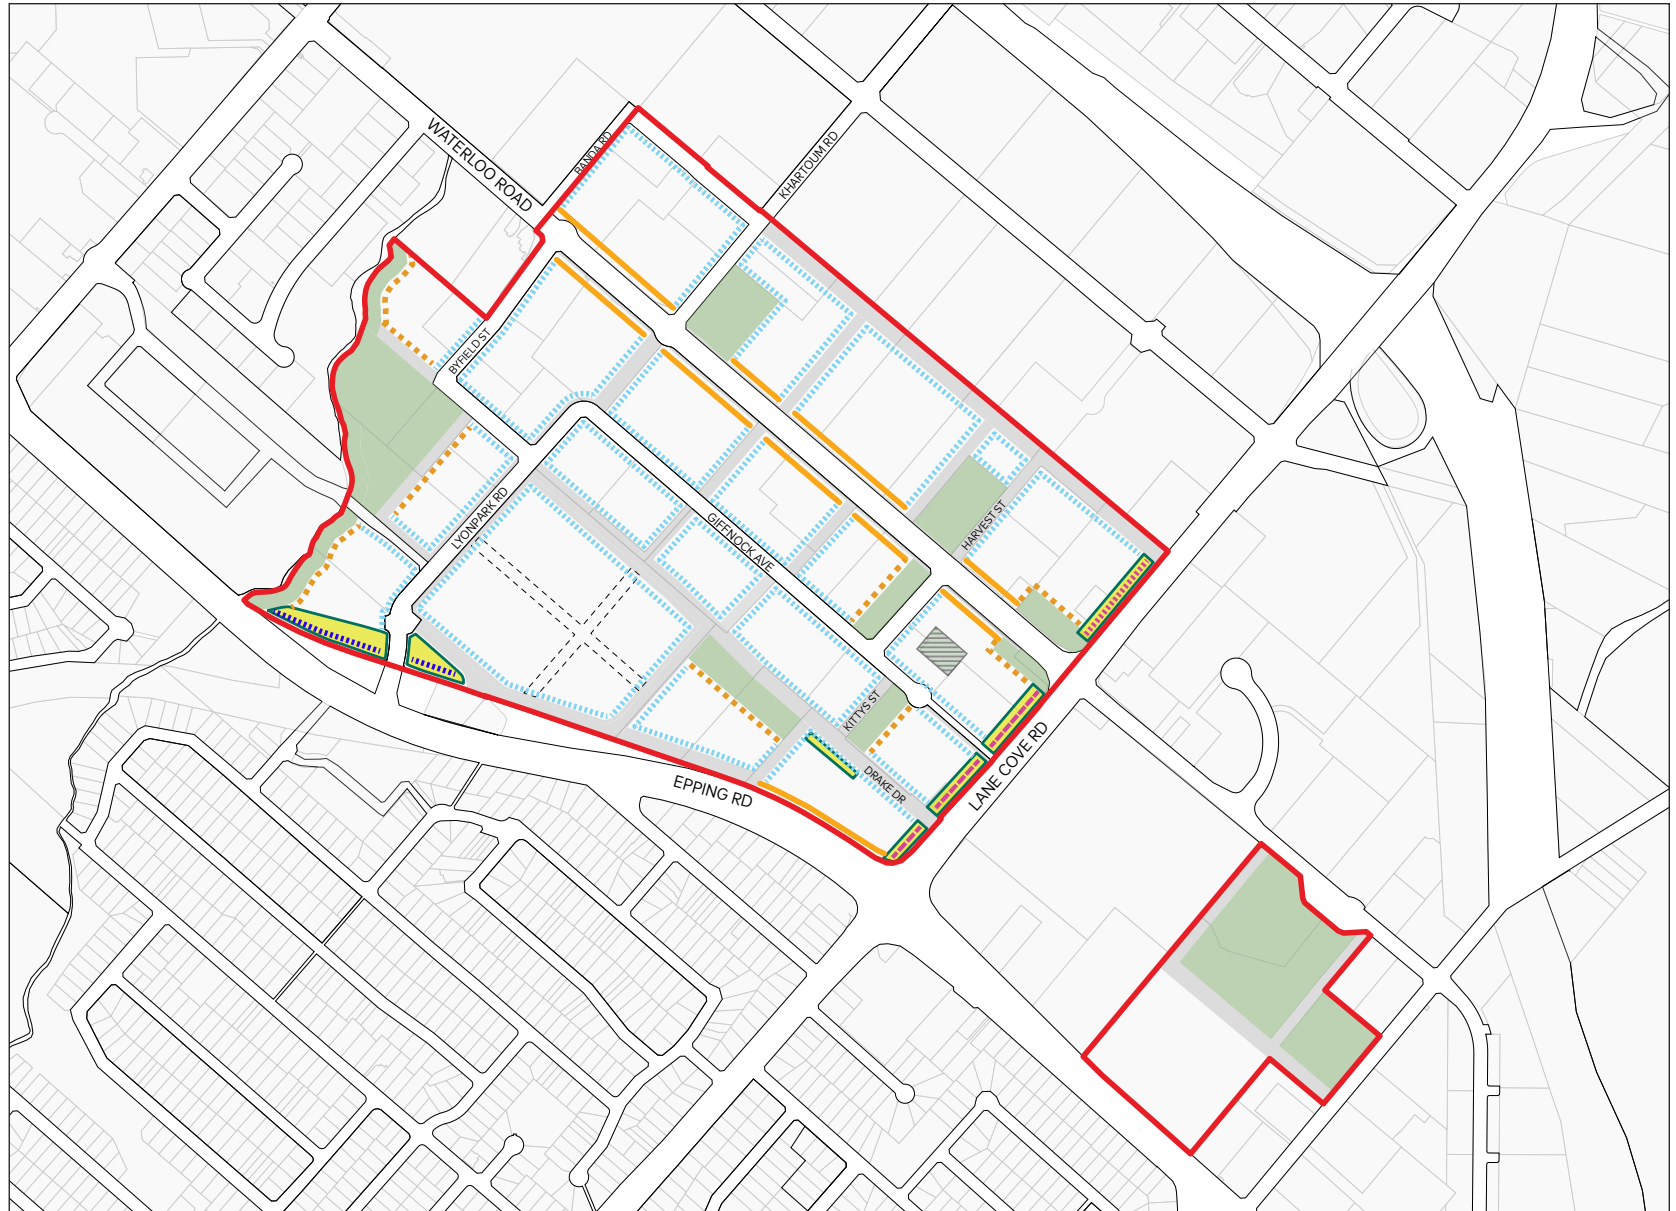 WATERLOO ROAD
BANDA RD
KHARTOUM RD
BYFIELD ST
LYONPARK RD
GIFFNOCK AVE
HARVEST ST
KITTYS ST
DRAKE DR
LANE COVE RD
EPPING RD